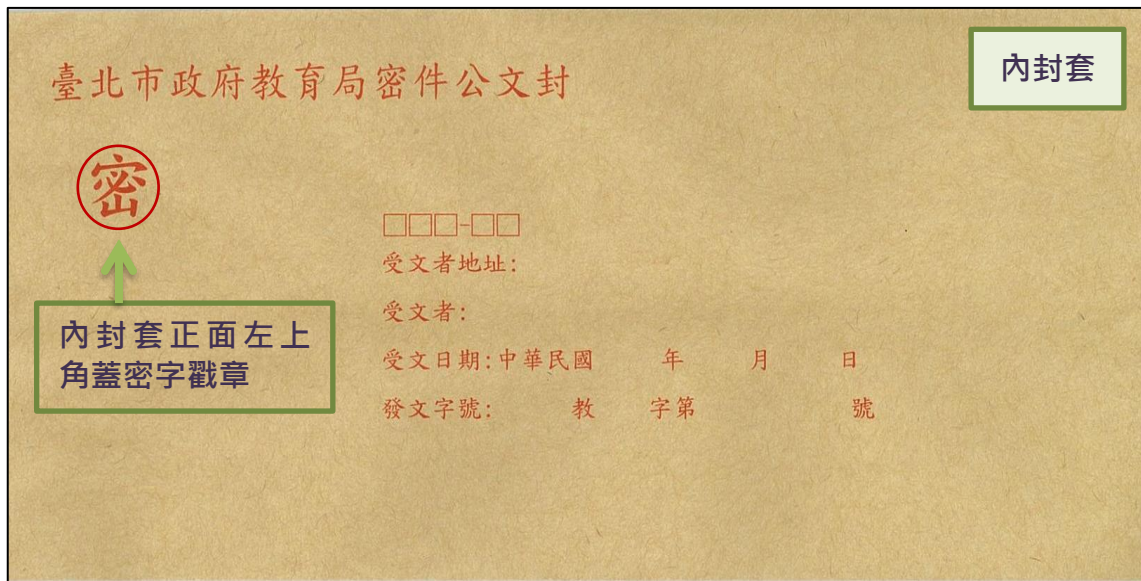 臺北市政府教育局密件公文封
內封套
密
□□□-□□
受文者地址:
受文者:
內封套正面左上
角蓋密字戳章
受文日期:中華民國 年 月 日
發文字號: 教 字第 號